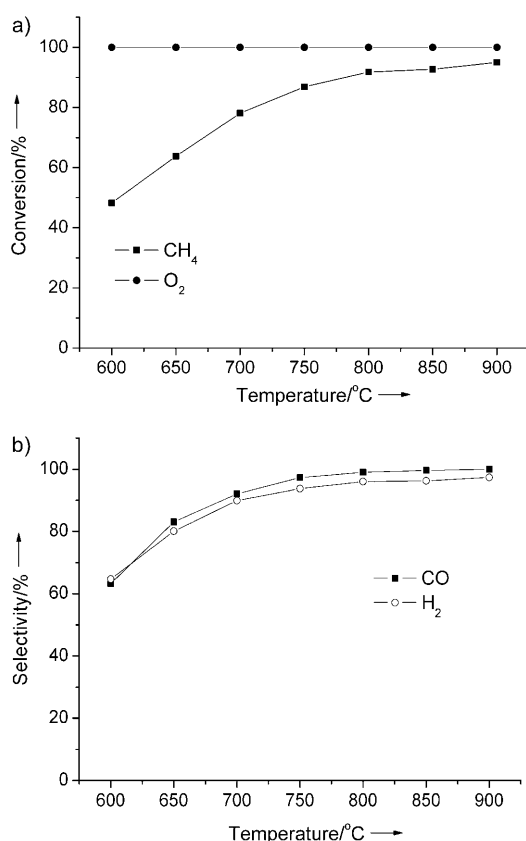 a)
100
80
60
40
20
0
Conversion/% →
CH₄
O₂
600 650 700 750 800 850 900
Temperature/°C →
b)
100
80
60
40
20
0
Selectivity/% →
CO
H₂
600 650 700 750 800 850 900
Temperature/°C →